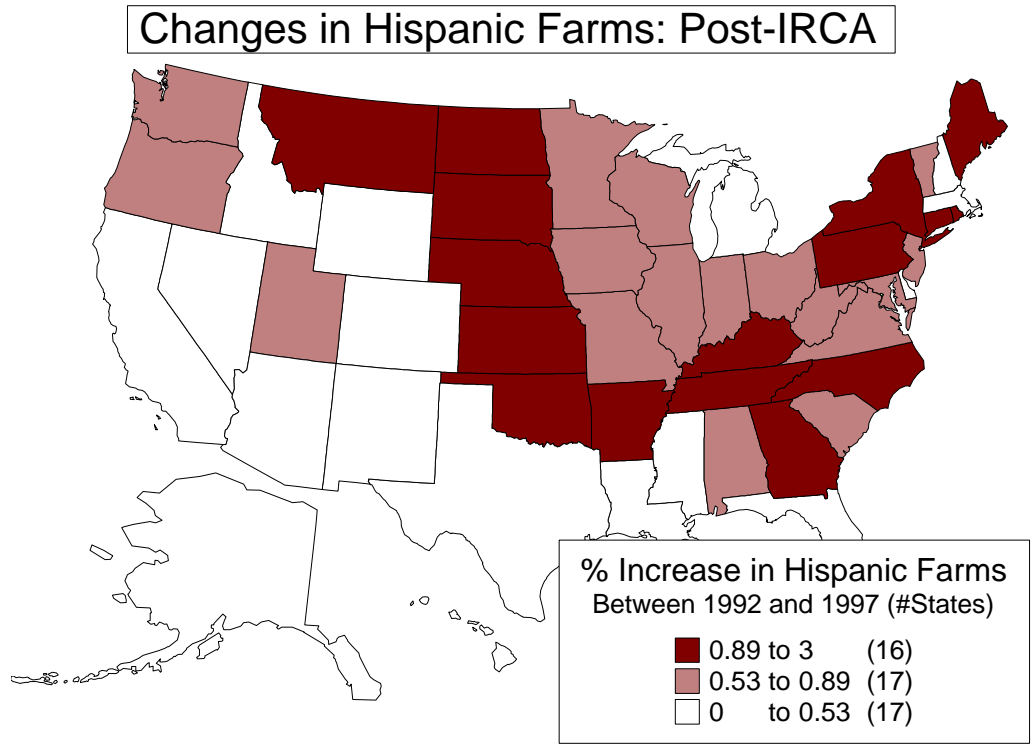 Changes in Hispanic Farms: Post-IRCA
% Increase in Hispanic Farms
Between 1992 and 1997 (#States)
0.89 to 3 (16)
0.53 to 0.89 (17)
0 to 0.53 (17)